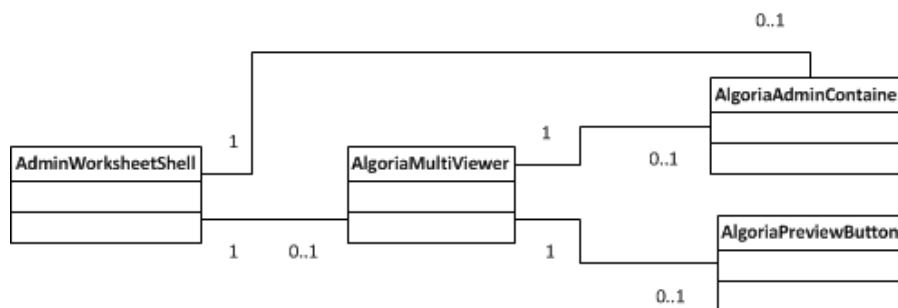 0..1
AlgoriaAdminContaine
1
1
AdminWorksheetShell
AlgoriaMultiViewer
0..1
AlgoriaPreviewButton
1
0..1
1
0..1